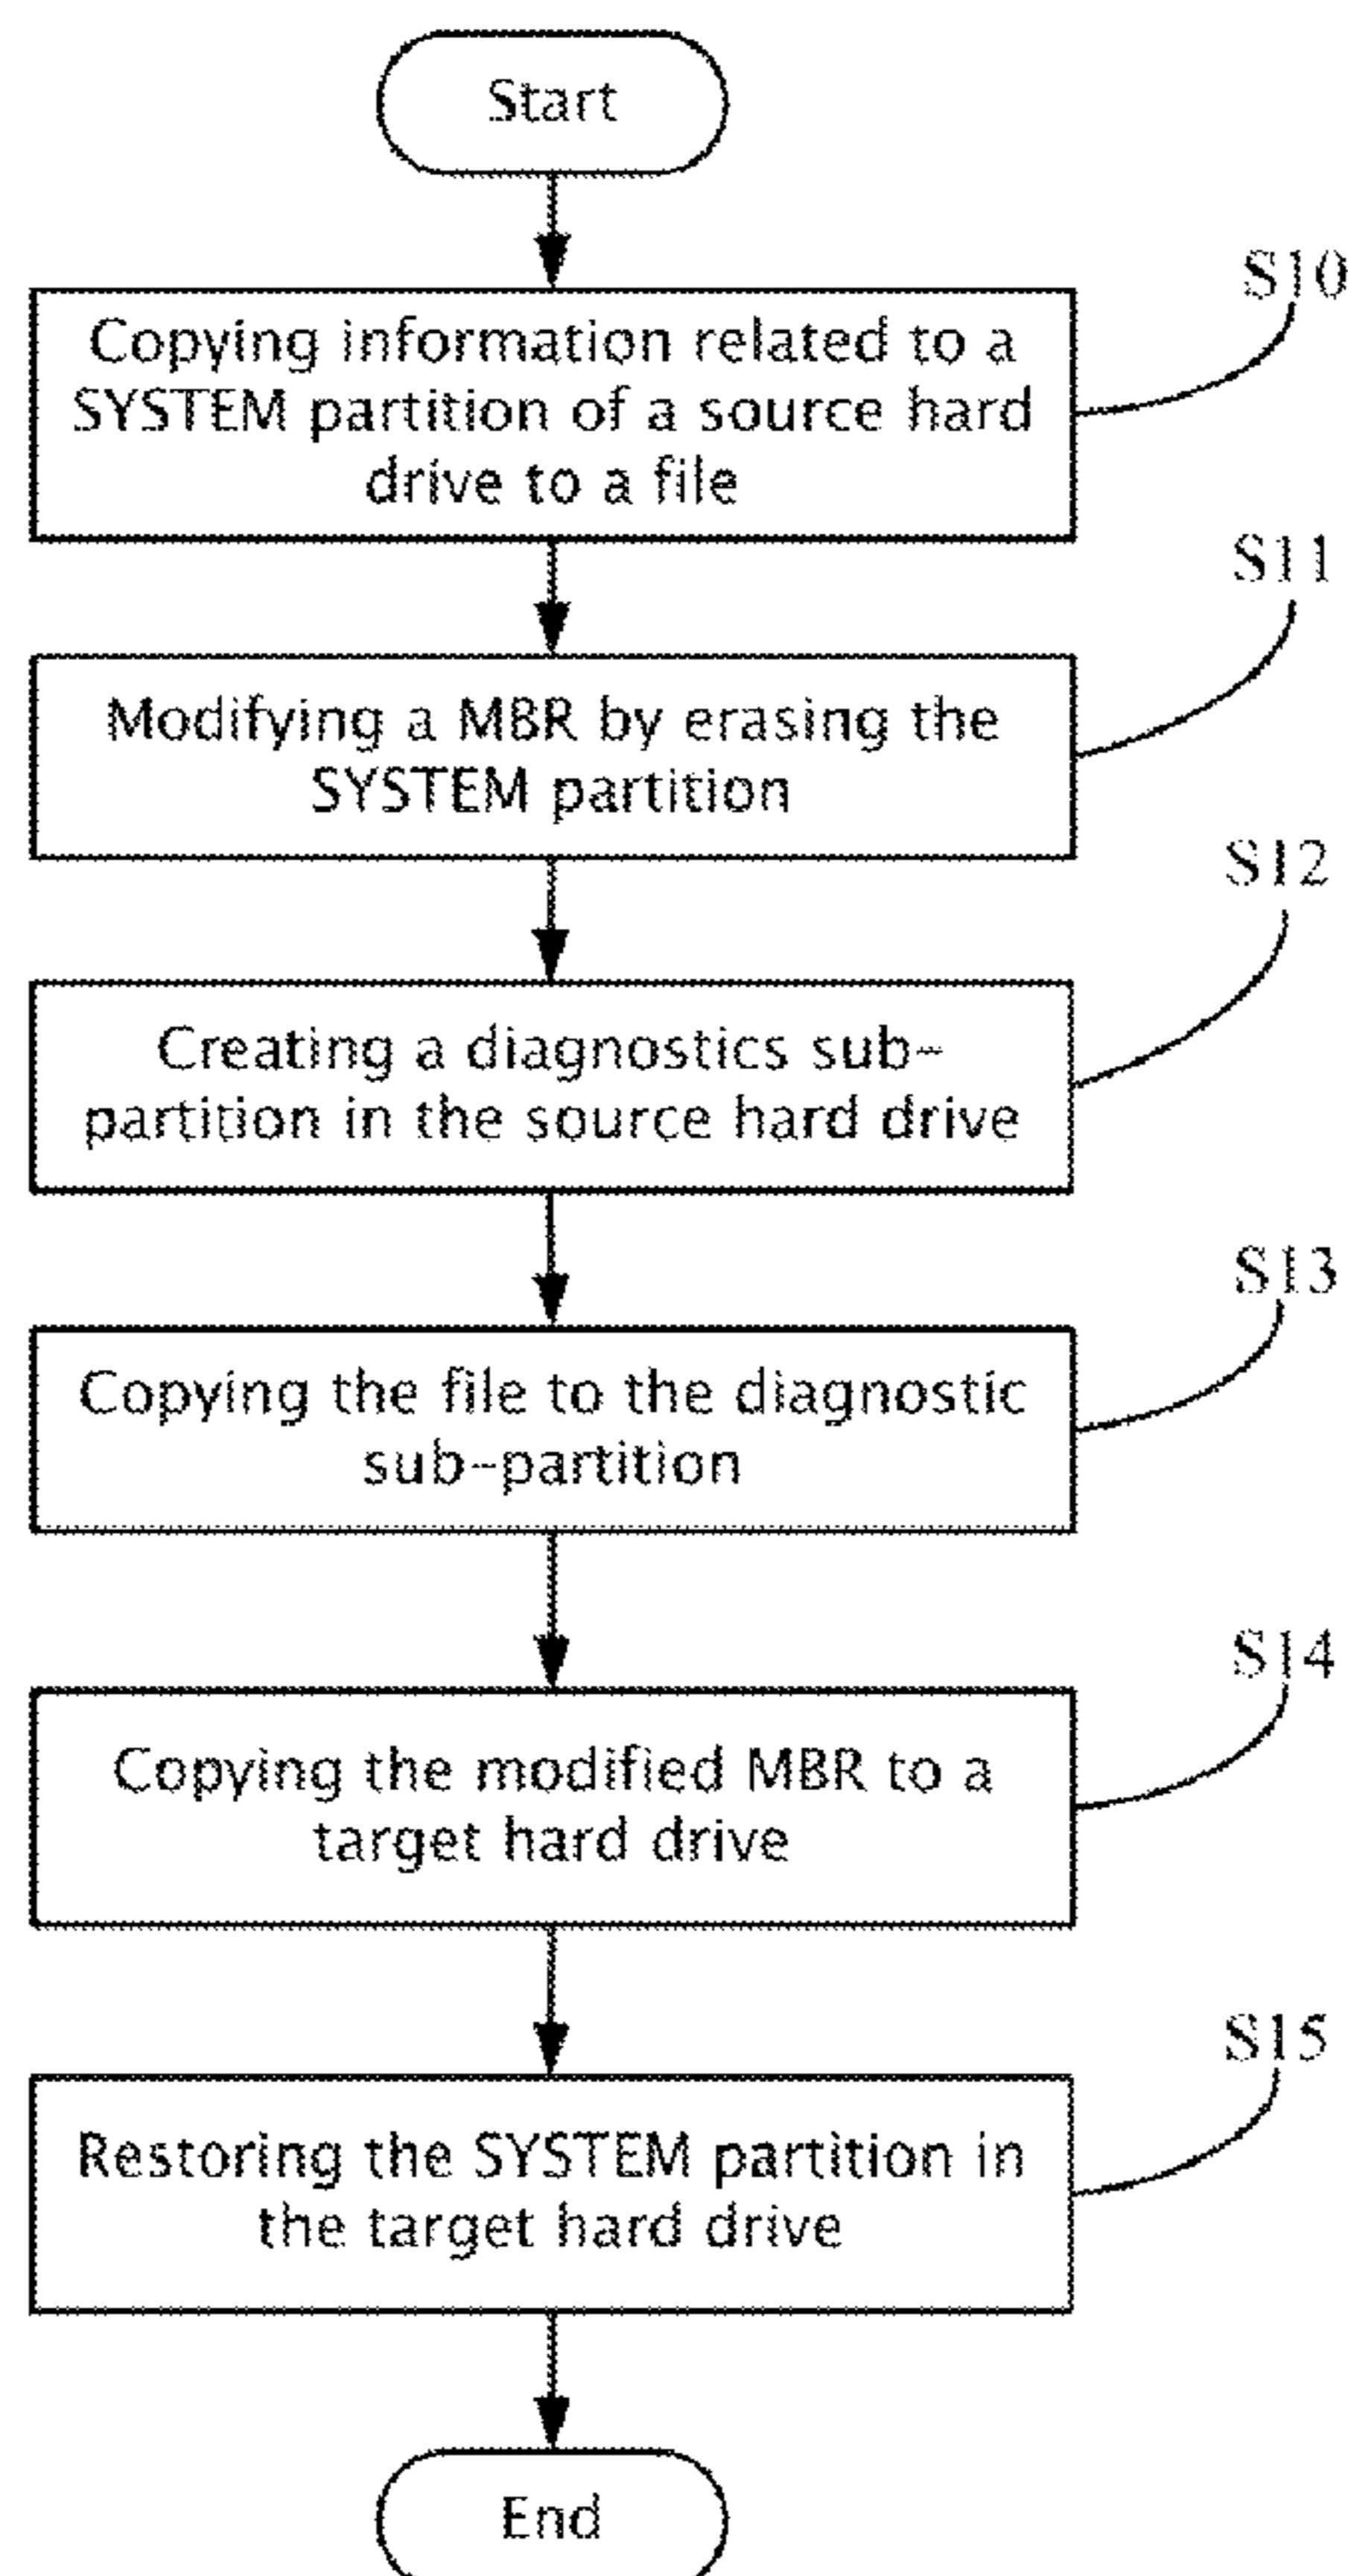 Start
S10
Copying information related to a
SYSTEM partition of a source hard
drive to a file
S11
Modifying a MBR by erasing the
SYSTEM partition
S12
Creating a diagnostics sub-
partition in the source hard drive
S13
Copying the file to the diagnostic
sub-partition
S14
Copying the modified MBR to a
target hard drive
S15
Restoring the SYSTEM partition in
the target hard drive
End